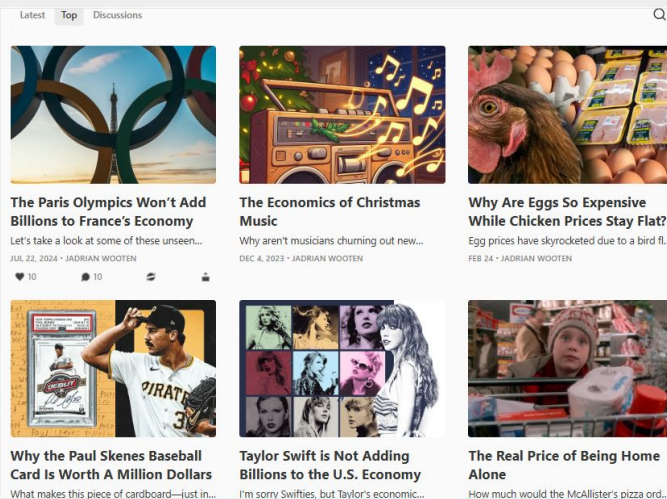 Latest Top Discussions
The Paris Olympics Won't Add
Billions to France's Economy
Let's take a look at some of these unseen...
JUL 22, 2024 • JADRIAN WOOTEN
10 10
The Economics of Christmas
Music
Why aren't musicians churning out new...
DEC 4, 2023 • JADRIAN WOOTEN
Why Are Eggs So Expensive
While Chicken Prices Stay Flat?
Egg prices have skyrocketed due to a bird fl...
FEB 24 • JADRIAN WOOTEN
DEBUT
PIRAT
3
Why the Paul Skenes Baseball
Card Is Worth A Million Dollars
What makes this piece of cardboard—just in...
Taylor Swift is Not Adding
Billions to the U.S. Economy
I'm sorry Swifties, but Taylor's economic...
The Real Price of Being Home
Alone
How much would the McAllister's pizza ord...